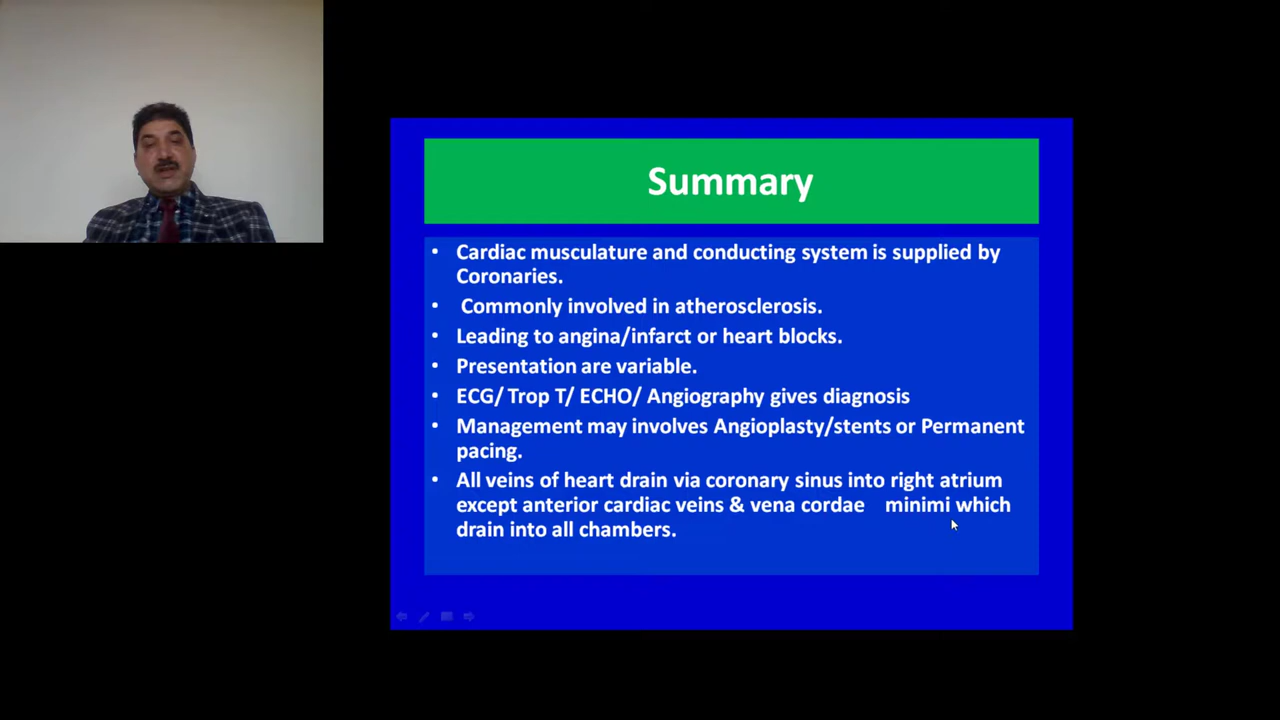 Summary
• Cardiac musculature and conducting system is supplied by
Coronaries.
• Commonly involved in atherosclerosis.
• Leading to angina/infarct or heart blocks.
• Presentation are variable.
• ECG/ Trop T/ ECHO/ Angiography gives diagnosis
• Management may involves Angioplasty/stents or Permanent
pacing.
• All veins of heart drain via coronary sinus into right atrium
except anterior cardiac veins & vena cordae minimi which
drain into all chambers.